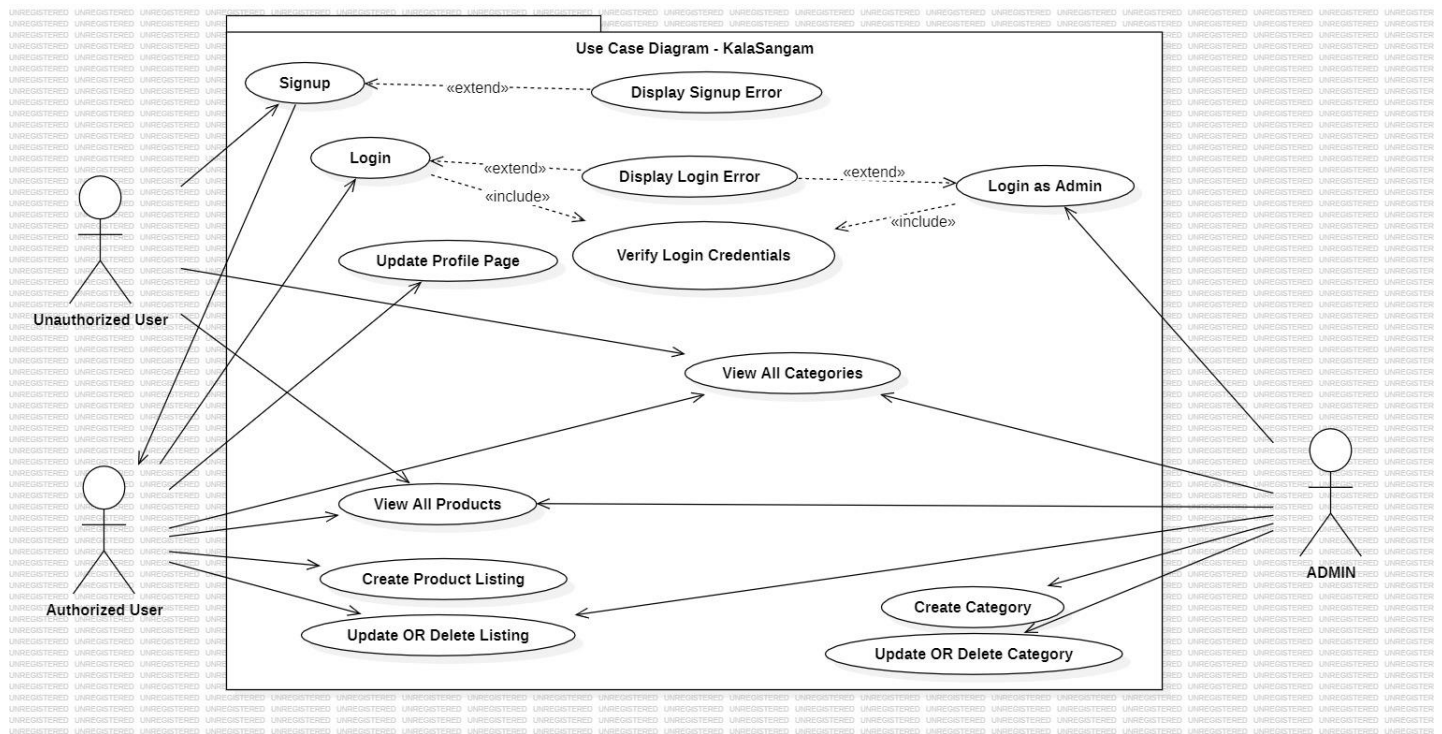 Use Case Diagram - KalaSangam
Signup
«extend»
Display Signup Error
Login
«extend»
Display Login Error
«extend»
Login as Admin
«include»
«include»
Verify Login Credentials
Update Profile Page
Unauthorized User
View All Categories
View All Products
Create Product Listing
Authorized User
Update OR Delete Listing
ADMIN
Create Category
Update OR Delete Category
UNREGISTERED